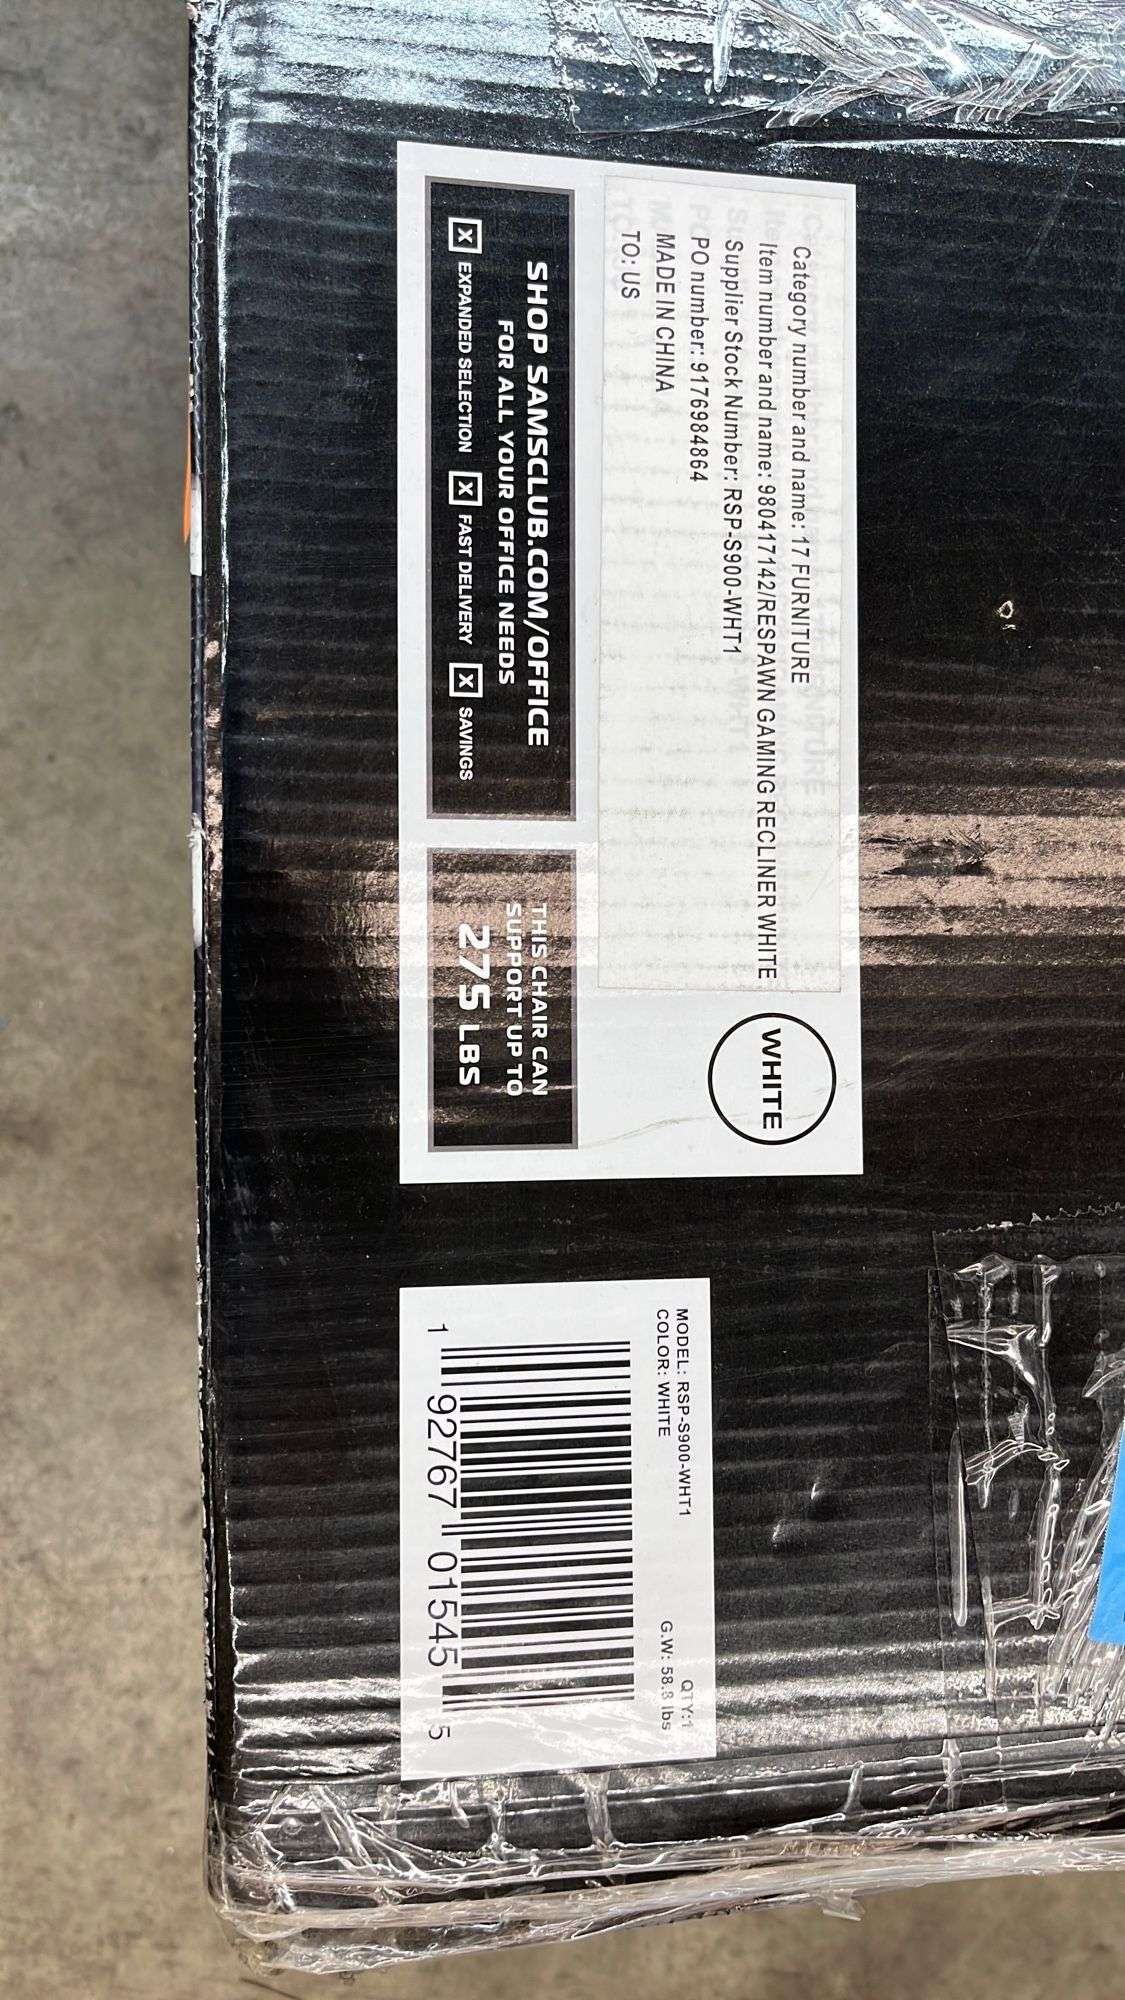 Category number and name: 17 FURNITURE
Item number and name: 980417142/RESPAWN GAMING RECLINER WHITE
Supplier Stock Number: RSP-S900-WHT1
PO number: 9176984864
MADE IN CHINA
TO: US
WHITE
SHOP SAMSCLUB.COM/OFFICE
FOR ALL YOUR OFFICE NEEDS
X EXPANDED SELECTION X FAST DELIVERY X SAVINGS
THIS CHAIR CAN
SUPPORT UP TO
275 LBS
MODEL: RSP-S900-WHT1 QTY:1
COLOR: WHITE G.W: 58.8 lbs
1 92767 01545 5